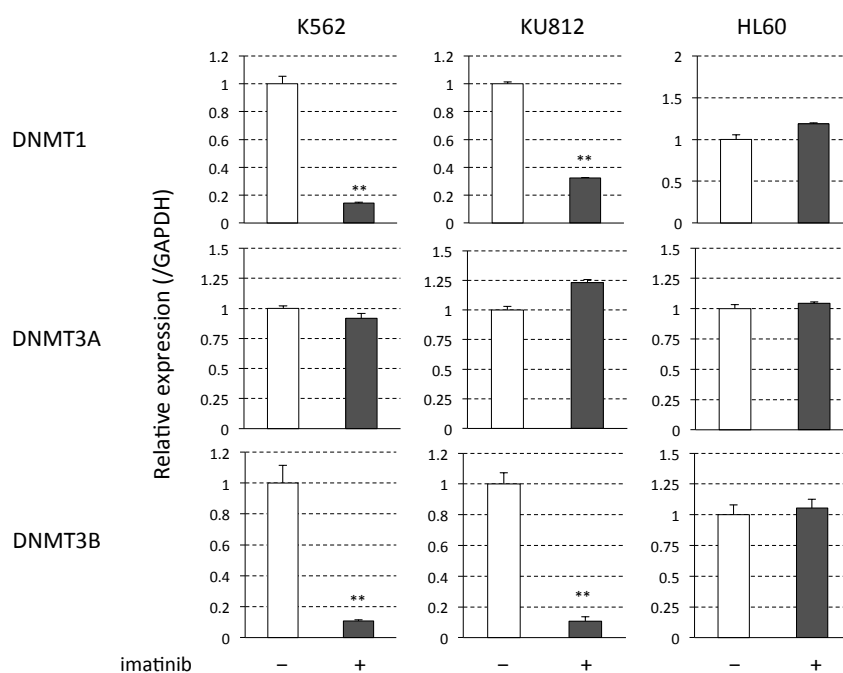 K562 KU812 HL60
DNMT1
1.2 1 0.8 0.6 0.4 0.2 0
**
1.2 1 0.8 0.6 0.4 0.2 0
**
2 1.5 1 0.5 0
Relative expression (/GAPDH)
DNMT3A
1.5 1.25 1 0.75 0.5 0.25 0
1.5 1.25 1 0.75 0.5 0.25 0
1.5 1.25 1 0.75 0.5 0.25 0
DNMT3B
1.2 1 0.8 0.6 0.4 0.2 0
**
1.2 1 0.8 0.6 0.4 0.2 0
**
1.5 1.25 1 0.75 0.5 0.25 0
imatinib − + − + − +